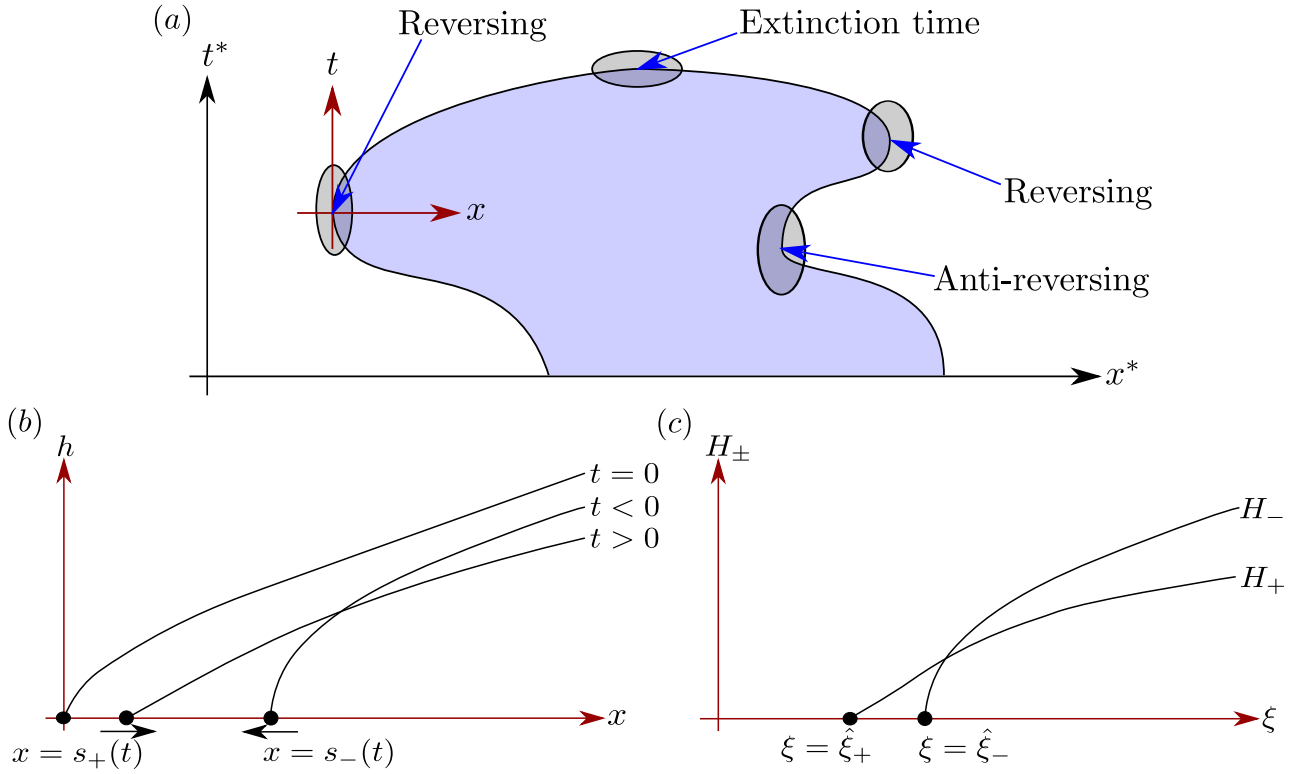 (a)
Reversing
Extinction time
t*
t
x
Reversing
Anti-reversing
x*
(b)
h
t = 0
t < 0
t > 0
x
x = s₊(t)
x = s₋(t)
(c)
H±
H₋
H₊
ξ
ξ = ξ̂₊
ξ = ξ̂₋